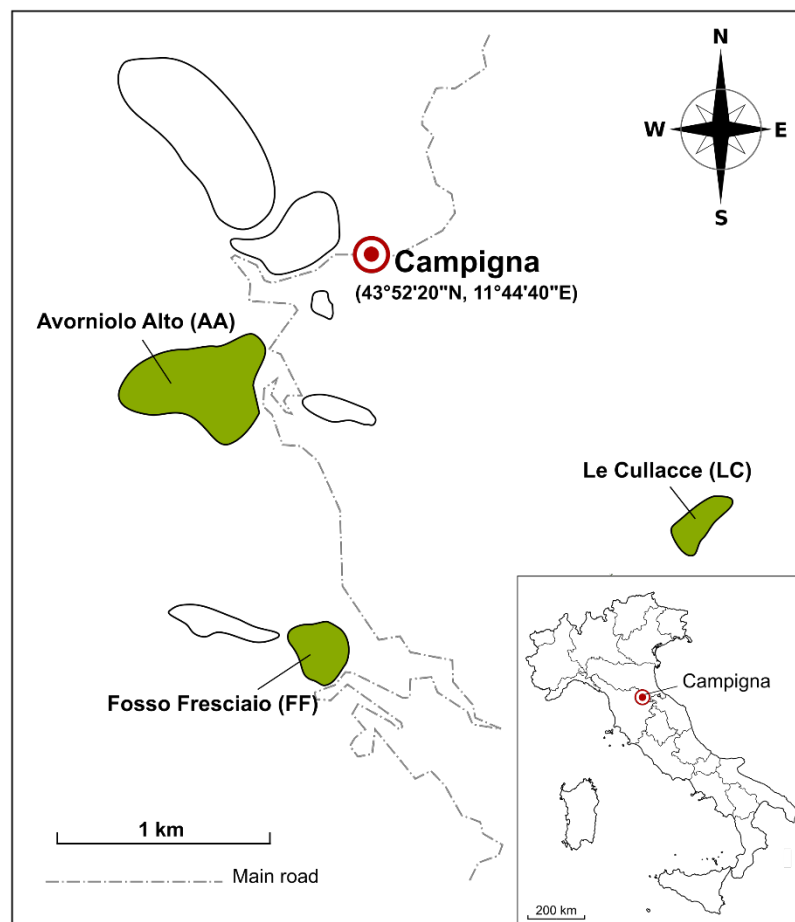 N
W E
S
Campigna
(43°52'20"N, 11°44'40"E)
Avorniolo Alto (AA)
Le Cullacce (LC)
Fosso Fresciaio (FF)
Campigna
1 km
Main road
200 km